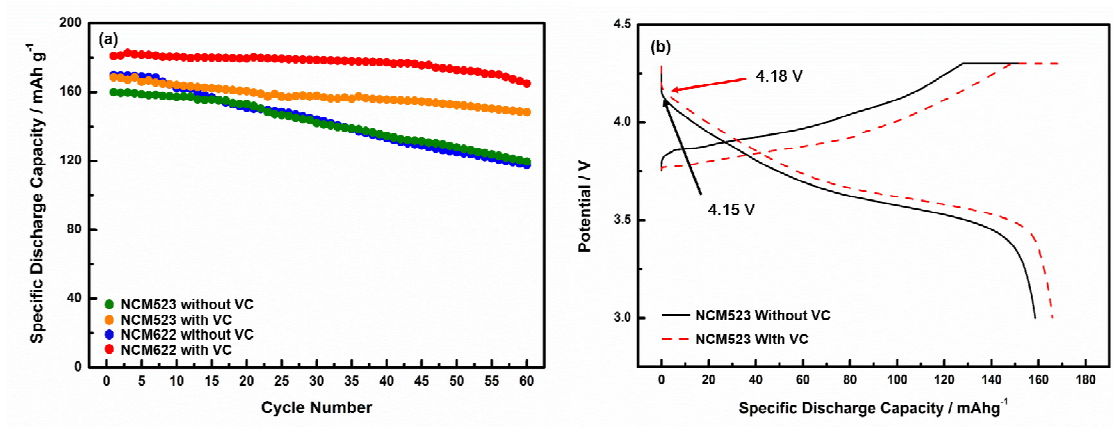 (a)
Specific Discharge Capacity / mAh g-1
200
160
120
80
40
0
NCM523 without VC
NCM523 with VC
NCM622 without VC
NCM622 with VC
0 5 10 15 20 25 30 35 40 45 50 55 60
Cycle Number
(b)
Potential / V
4.5
4.0
3.5
3.0
4.18 V
4.15 V
NCM523 Without VC
NCM523 With VC
0 20 40 60 80 100 120 140 160 180
Specific Discharge Capacity / mAhg-1